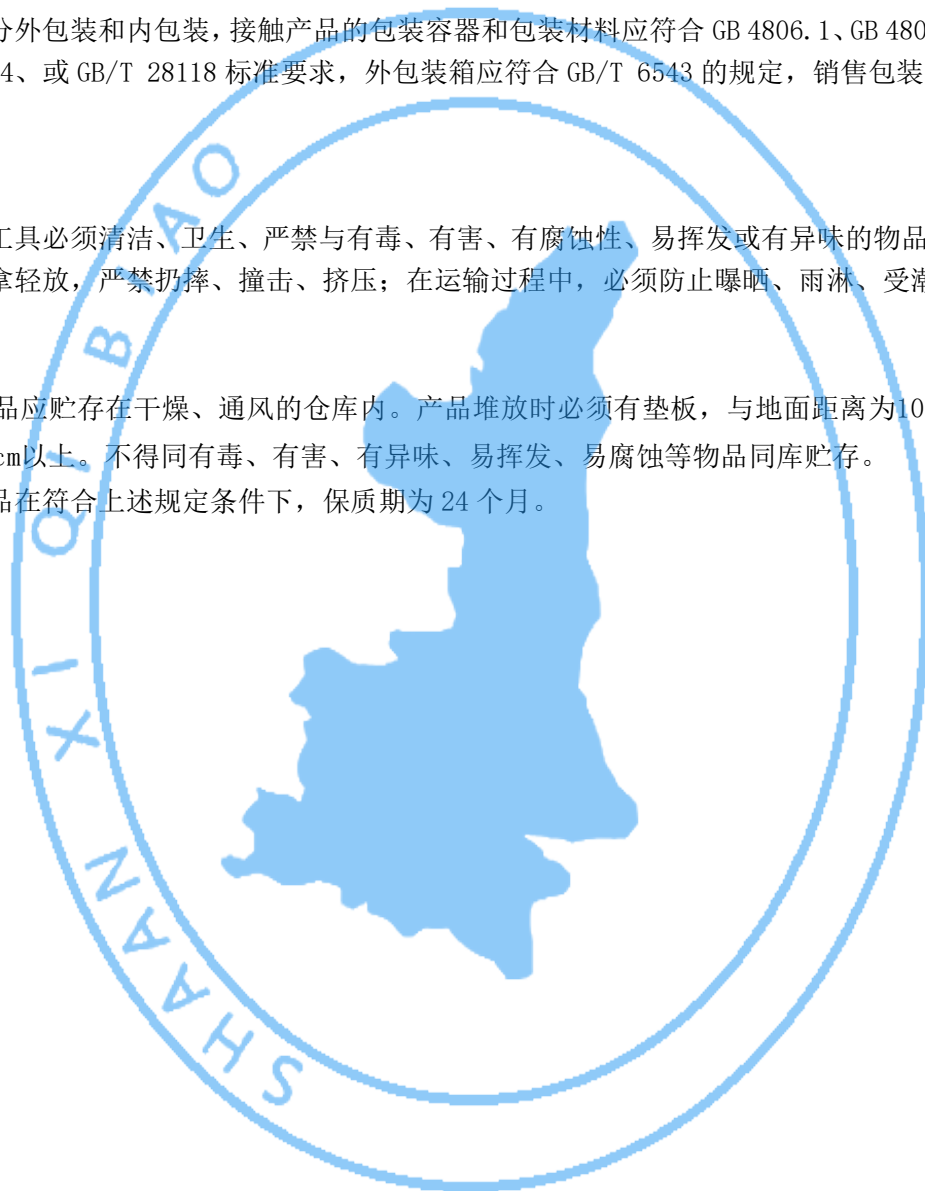 分外包装和内包装，接触产品的包装容器和包装材料应符合 GB 4806.1、GB 480
4、或 GB/T 28118 标准要求，外包装箱应符合 GB/T 6543 的规定，销售包装
工具必须清洁、卫生、严禁与有毒、有害、有腐蚀性、易挥发或有异味的物品
拿轻放，严禁扔摔、撞击、挤压；在运输过程中，必须防止曝晒、雨淋、受潮
品应贮存在干燥、通风的仓库内。产品堆放时必须有垫板，与地面距离为10
cm以上。不得同有毒、有害、有异味、易挥发、易腐蚀等物品同库贮存。
品在符合上述规定条件下，保质期为 24 个月。
SHAAN XI QI BIAO